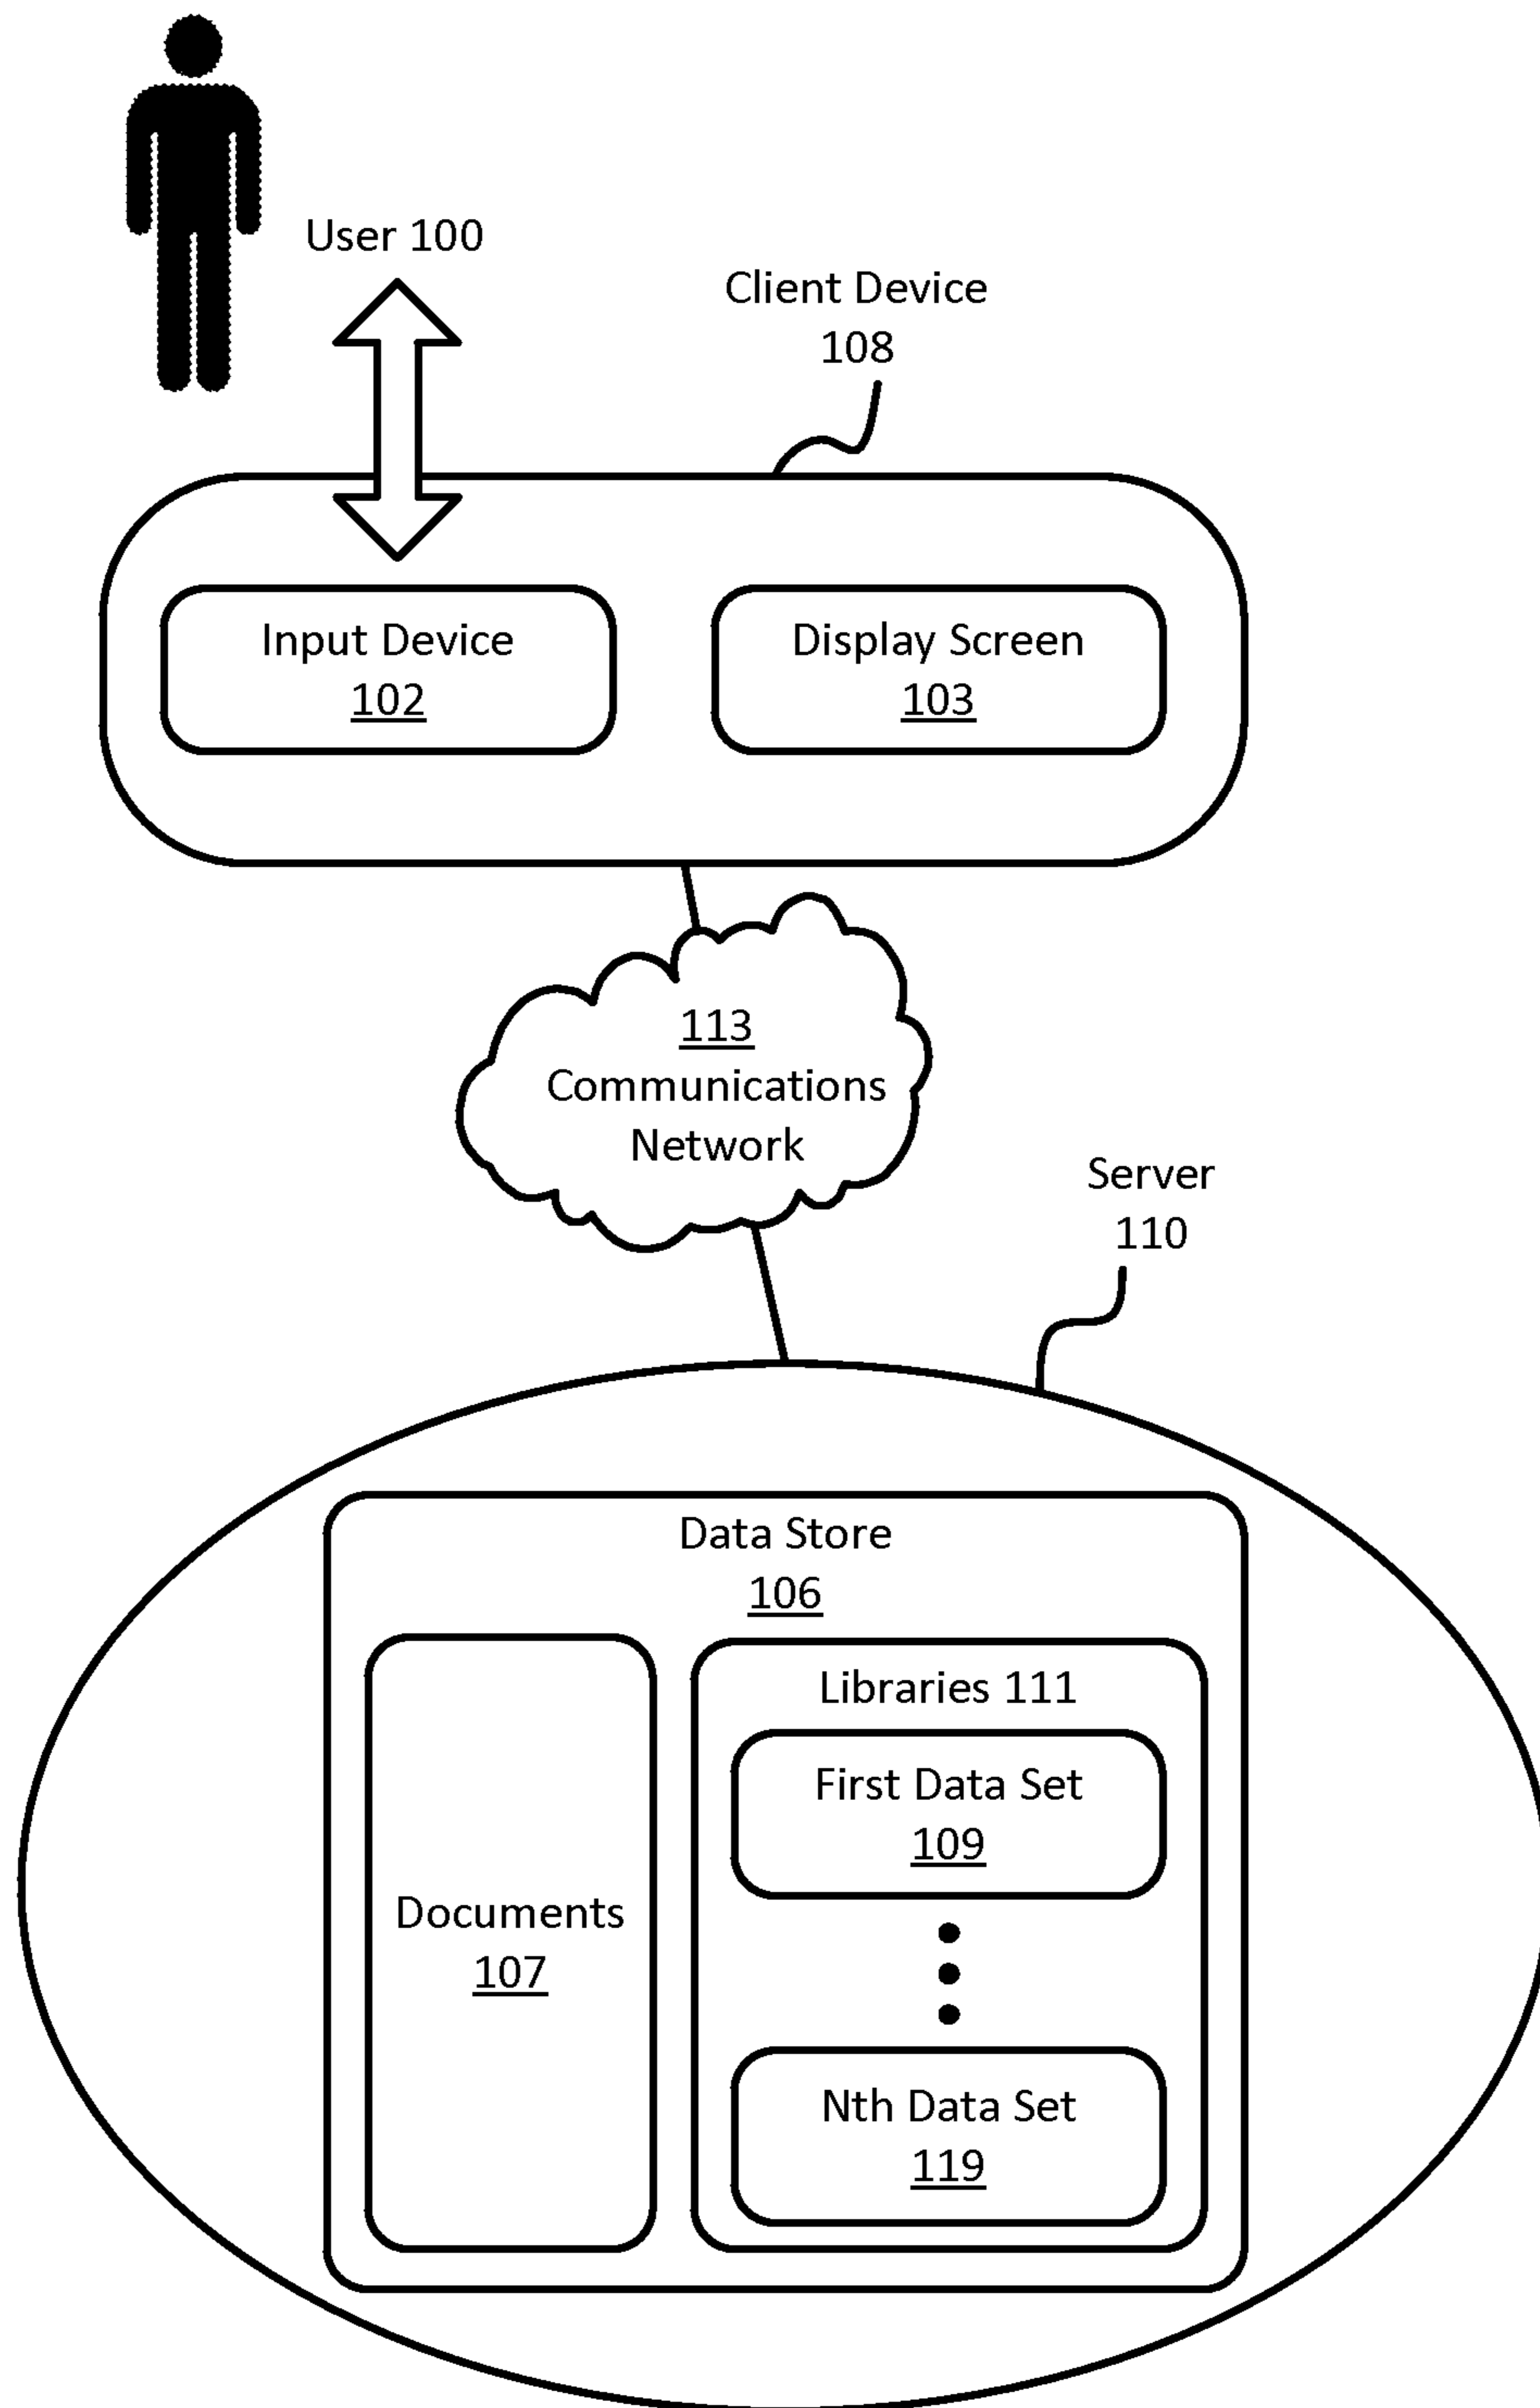 User 100
Client Device
108
Input Device
102
Display Screen
103
113
Communications
Network
Server
110
Data Store
106
Libraries 111
First Data Set
109
Documents
107
Nth Data Set
119